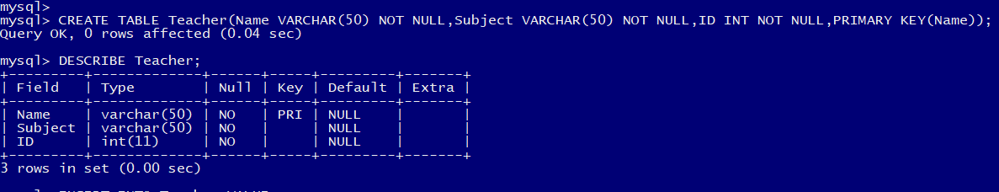 mysql>
mysql> CREATE TABLE Teacher(Name VARCHAR(50) NOT NULL,Subject VARCHAR(50) NOT NULL,ID INT NOT NULL,PRIMARY KEY(Name));
Query OK, 0 rows affected (0.04 sec)
mysql> DESCRIBE Teacher;
+---------+-------------+------+-----+---------+-------+
| Field   | Type        | Null | Key | Default | Extra |
+---------+-------------+------+-----+---------+-------+
| Name    | varchar(50) | NO   | PRI | NULL    |       |
| Subject | varchar(50) | NO   |     | NULL    |       |
| ID      | int(11)     | NO   |     | NULL    |       |
+---------+-------------+------+-----+---------+-------+
3 rows in set (0.00 sec)